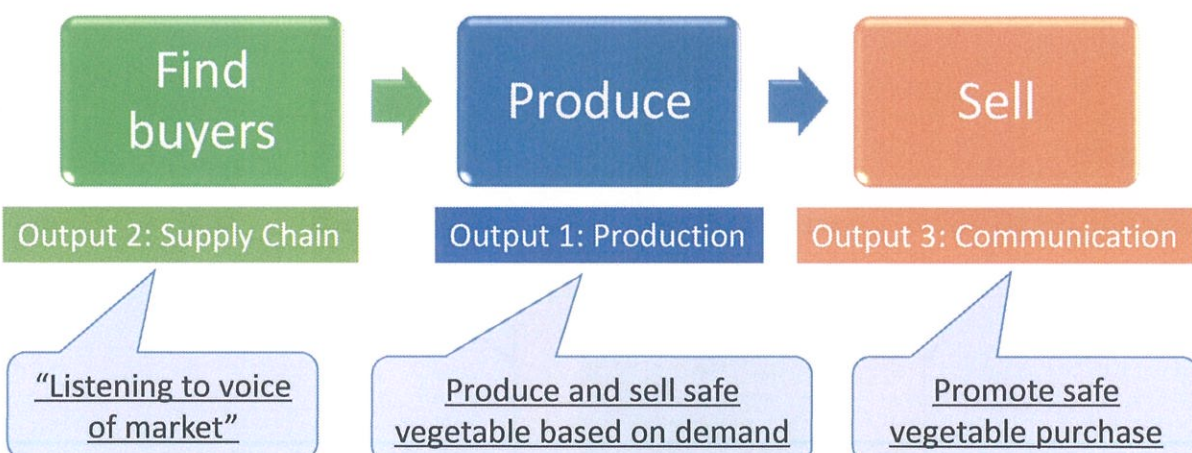 Find
buyers
Produce
Sell
Output 2: Supply Chain
Output 1: Production
Output 3: Communication
“Listening to voice
of market”
Produce and sell safe
vegetable based on demand
Promote safe
vegetable purchase